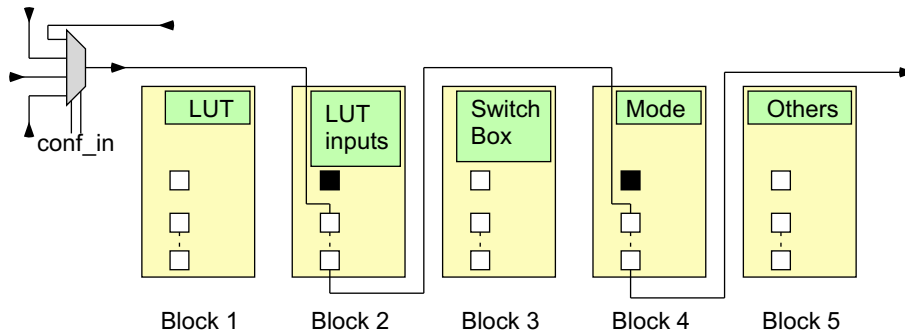 LUT
LUT
inputs
Switch
Box
Mode
Others
conf_in
Block 1
Block 2
Block 3
Block 4
Block 5